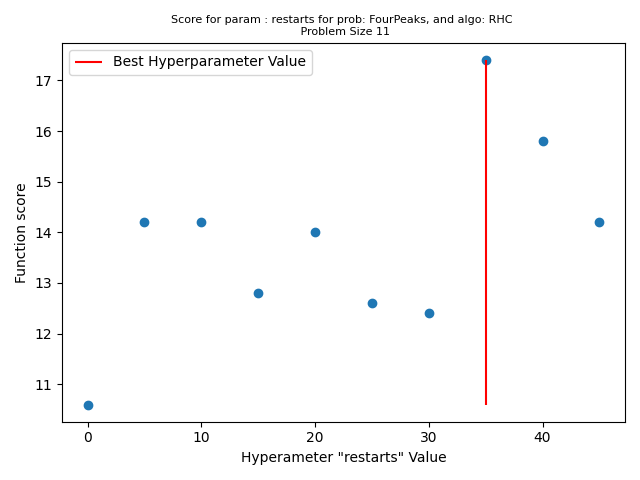 Score for param : restarts for prob: FourPeaks, and algo: RHC
Problem Size 11
Best Hyperparameter Value
Function score
17
16
15
14
13
12
11
0 10 20 30 40
Hyperameter "restarts" Value